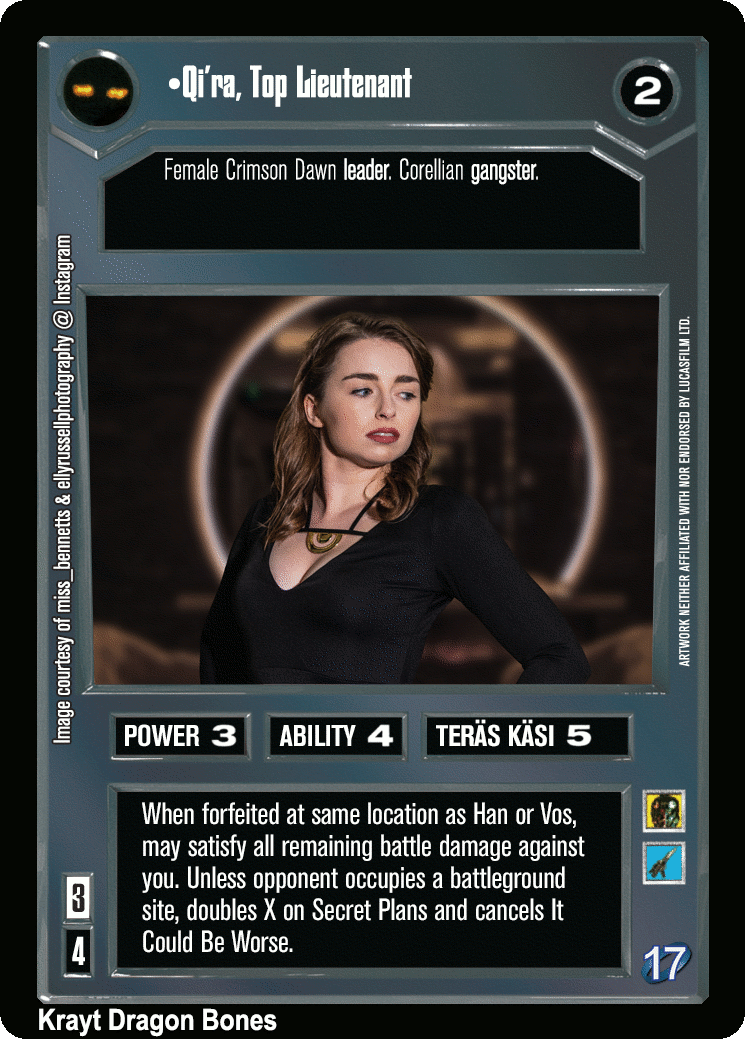 •Qi’ra, Top Lieutenant
2
Female Crimson Dawn leader. Corellian gangster.
Image courtesy of miss_bennetts & ellyrussellphotography @ Instagram
ARTWORK NEITHER AFFILIATED WITH NOR ENDORSED BY LUCASFILM LTD.
POWER 3
ABILITY 4
TERÄS KÄSI 5
When forfeited at same location as Han or Vos,
may satisfy all remaining battle damage against
you. Unless opponent occupies a battleground
site, doubles X on Secret Plans and cancels It
Could Be Worse.
3
4
17
Krayt Dragon Bones